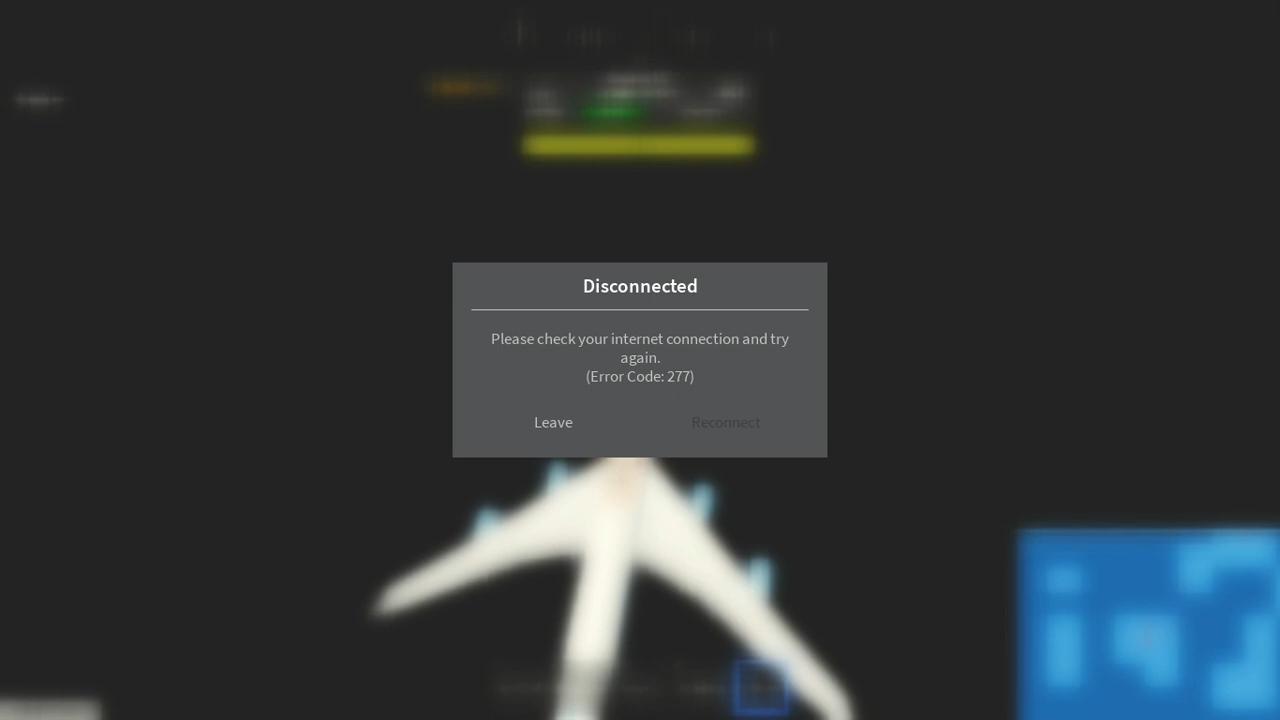 Disconnected
Please check your internet connection and try
again.
(Error Code: 277)
Leave
Reconnect